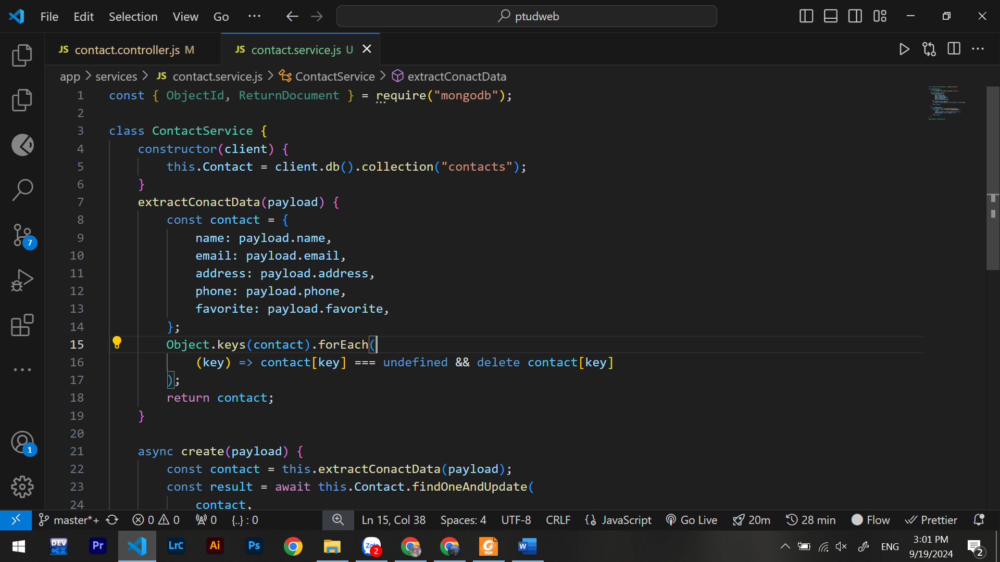 File Edit Selection View Go ··· ptudweb
JS contact.controller.js M JS contact.service.js U
app > services > JS contact.service.js > ContactService > extractConactData
1 const { ObjectId, ReturnDocument } = require("mongodb");
2
3 class ContactService {
4 constructor(client) {
5 this.Contact = client.db().collection("contacts");
6 }
7 extractConactData(payload) {
8 const contact = {
9 name: payload.name,
10 email: payload.email,
11 address: payload.address,
12 phone: payload.phone,
13 favorite: payload.favorite,
14 };
15 Object.keys(contact).forEach(
16 (key) => contact[key] === undefined && delete contact[key]
17 );
18 return contact;
19 }
20
21 async create(payload) {
22 const contact = this.extractConactData(payload);
23 const result = await this.Contact.findOneAndUpdate(
24 contact,
7
1
master*+ 0 0 0 {..} : 0 Ln 15, Col 38 Spaces: 4 UTF-8 CRLF JavaScript Go Live 20m 28 min Flow Prettier
DEV C++ Pr LrC Ai Ps Zalo 2 PDF W ENG 3:01 PM
9/19/2024 2